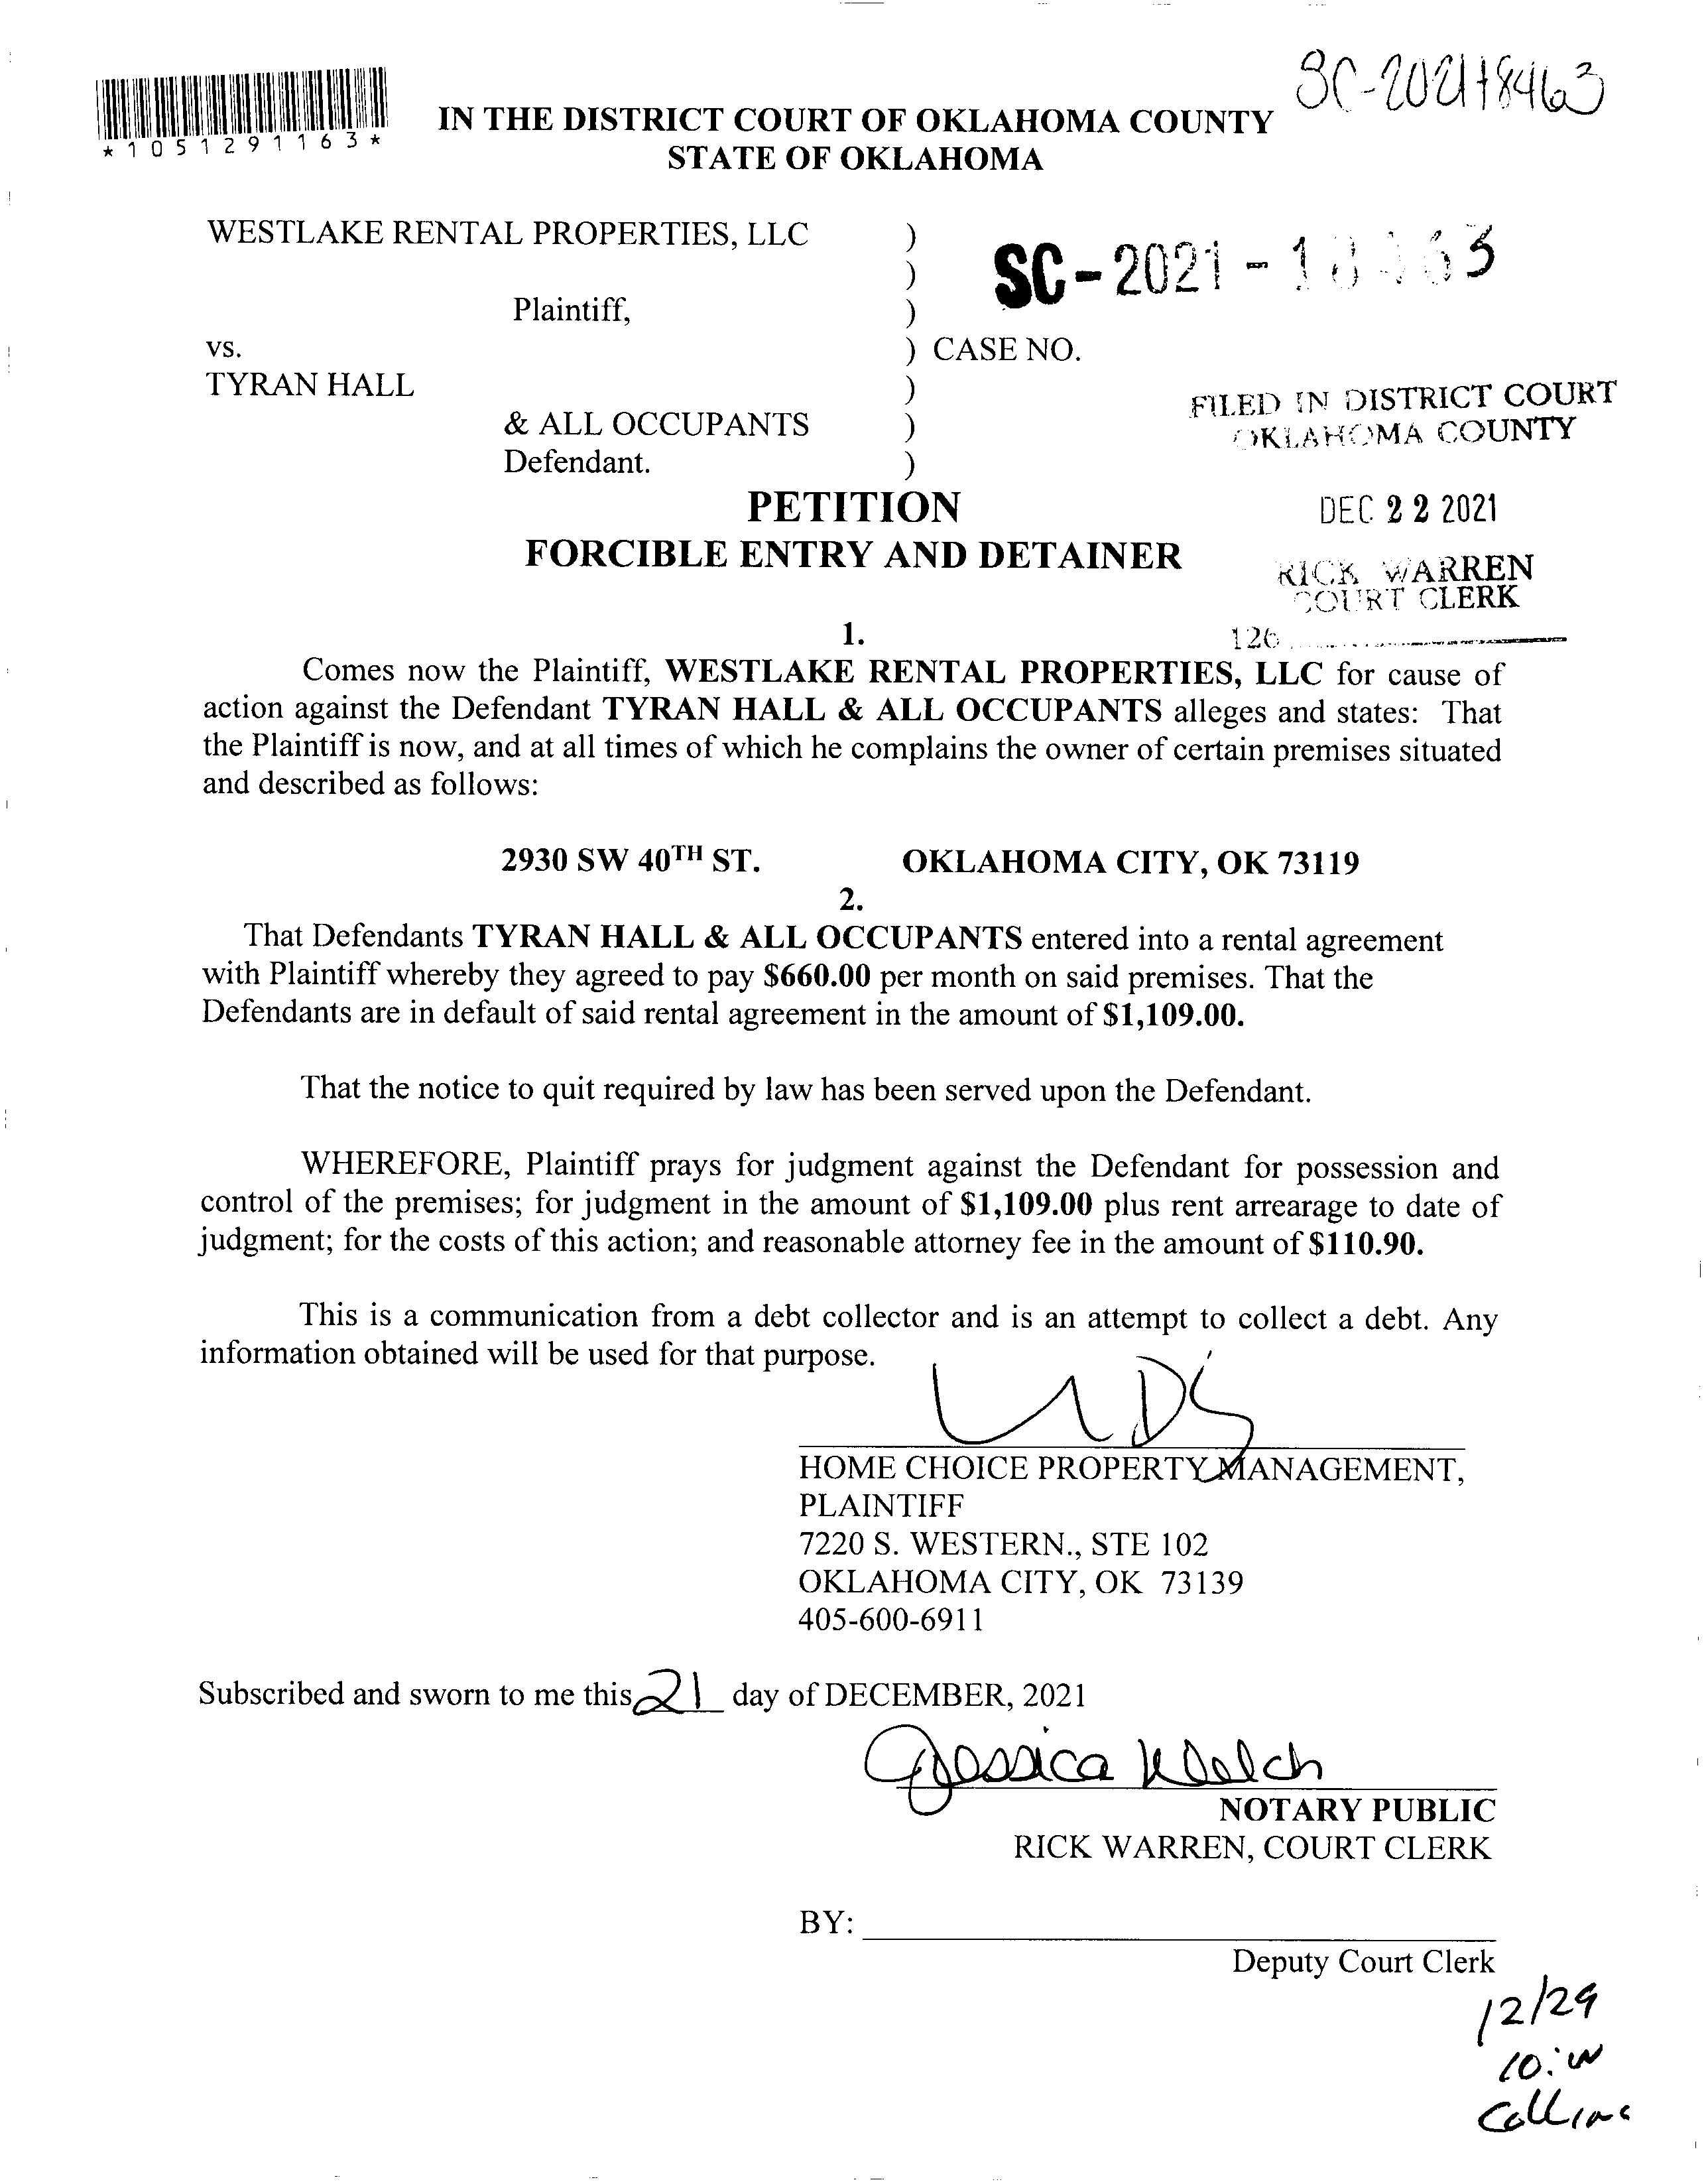 SC-2021-18463
*1051291163*
IN THE DISTRICT COURT OF OKLAHOMA COUNTY
STATE OF OKLAHOMA
WESTLAKE RENTAL PROPERTIES, LLC )
)
SC-2021-18463
Plaintiff, )
vs. ) CASE NO.
TYRAN HALL )
& ALL OCCUPANTS )
Defendant. )
FILED IN DISTRICT COURT
OKLAHOMA COUNTY
DEC 22 2021
RICK WARREN
COURT CLERK
126
PETITION
FORCIBLE ENTRY AND DETAINER
1.
Comes now the Plaintiff, WESTLAKE RENTAL PROPERTIES, LLC for cause of
action against the Defendant TYRAN HALL & ALL OCCUPANTS alleges and states: That
the Plaintiff is now, and at all times of which he complains the owner of certain premises situated
and described as follows:
2930 SW 40TH ST. OKLAHOMA CITY, OK 73119
2.
That Defendants TYRAN HALL & ALL OCCUPANTS entered into a rental agreement
with Plaintiff whereby they agreed to pay $660.00 per month on said premises. That the
Defendants are in default of said rental agreement in the amount of $1,109.00.
That the notice to quit required by law has been served upon the Defendant.
WHEREFORE, Plaintiff prays for judgment against the Defendant for possession and
control of the premises; for judgment in the amount of $1,109.00 plus rent arrearage to date of
judgment; for the costs of this action; and reasonable attorney fee in the amount of $110.90.
This is a communication from a debt collector and is an attempt to collect a debt. Any
information obtained will be used for that purpose.
HOME CHOICE PROPERTY MANAGEMENT,
PLAINTIFF
7220 S. WESTERN., STE 102
OKLAHOMA CITY, OK 73139
405-600-6911
Subscribed and sworn to me this 21 day of DECEMBER, 2021
Jessica Welch
NOTARY PUBLIC
RICK WARREN, COURT CLERK
BY:
Deputy Court Clerk
12/29
Collins